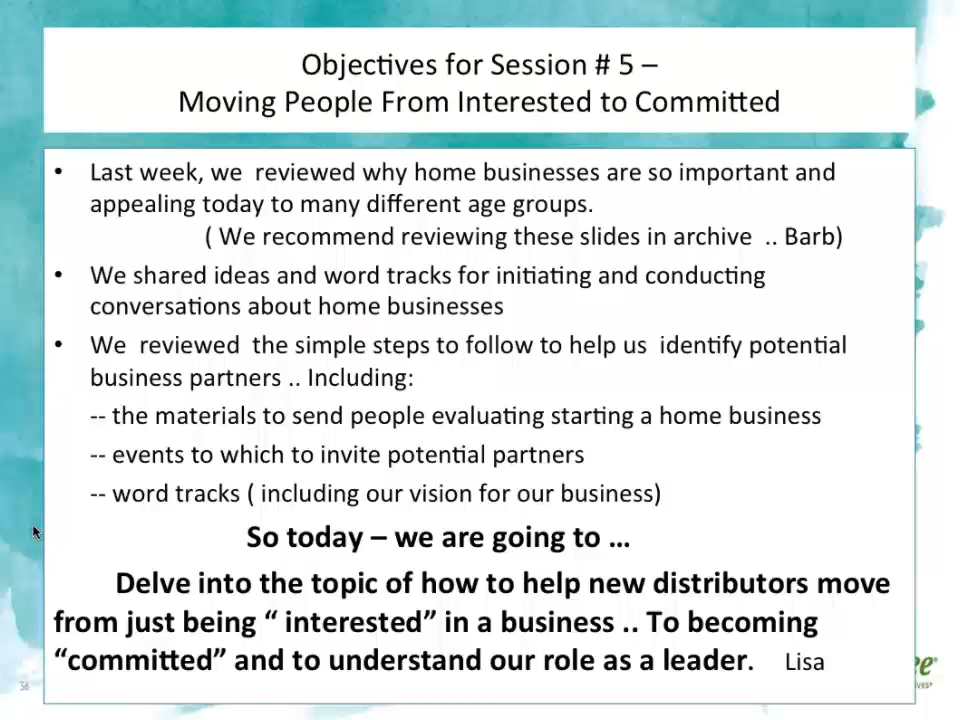 Objectives for Session # 5 –
Moving People From Interested to Committed
• Last week, we reviewed why home businesses are so important and
appealing today to many different age groups.
( We recommend reviewing these slides in archive .. Barb)
• We shared ideas and word tracks for initiating and conducting
conversations about home businesses
• We reviewed the simple steps to follow to help us identify potential
business partners .. Including:
-- the materials to send people evaluating starting a home business
-- events to which to invite potential partners
-- word tracks ( including our vision for our business)
So today – we are going to …
Delve into the topic of how to help new distributors move
from just being “ interested” in a business .. To becoming
“committed” and to understand our role as a leader. Lisa
56